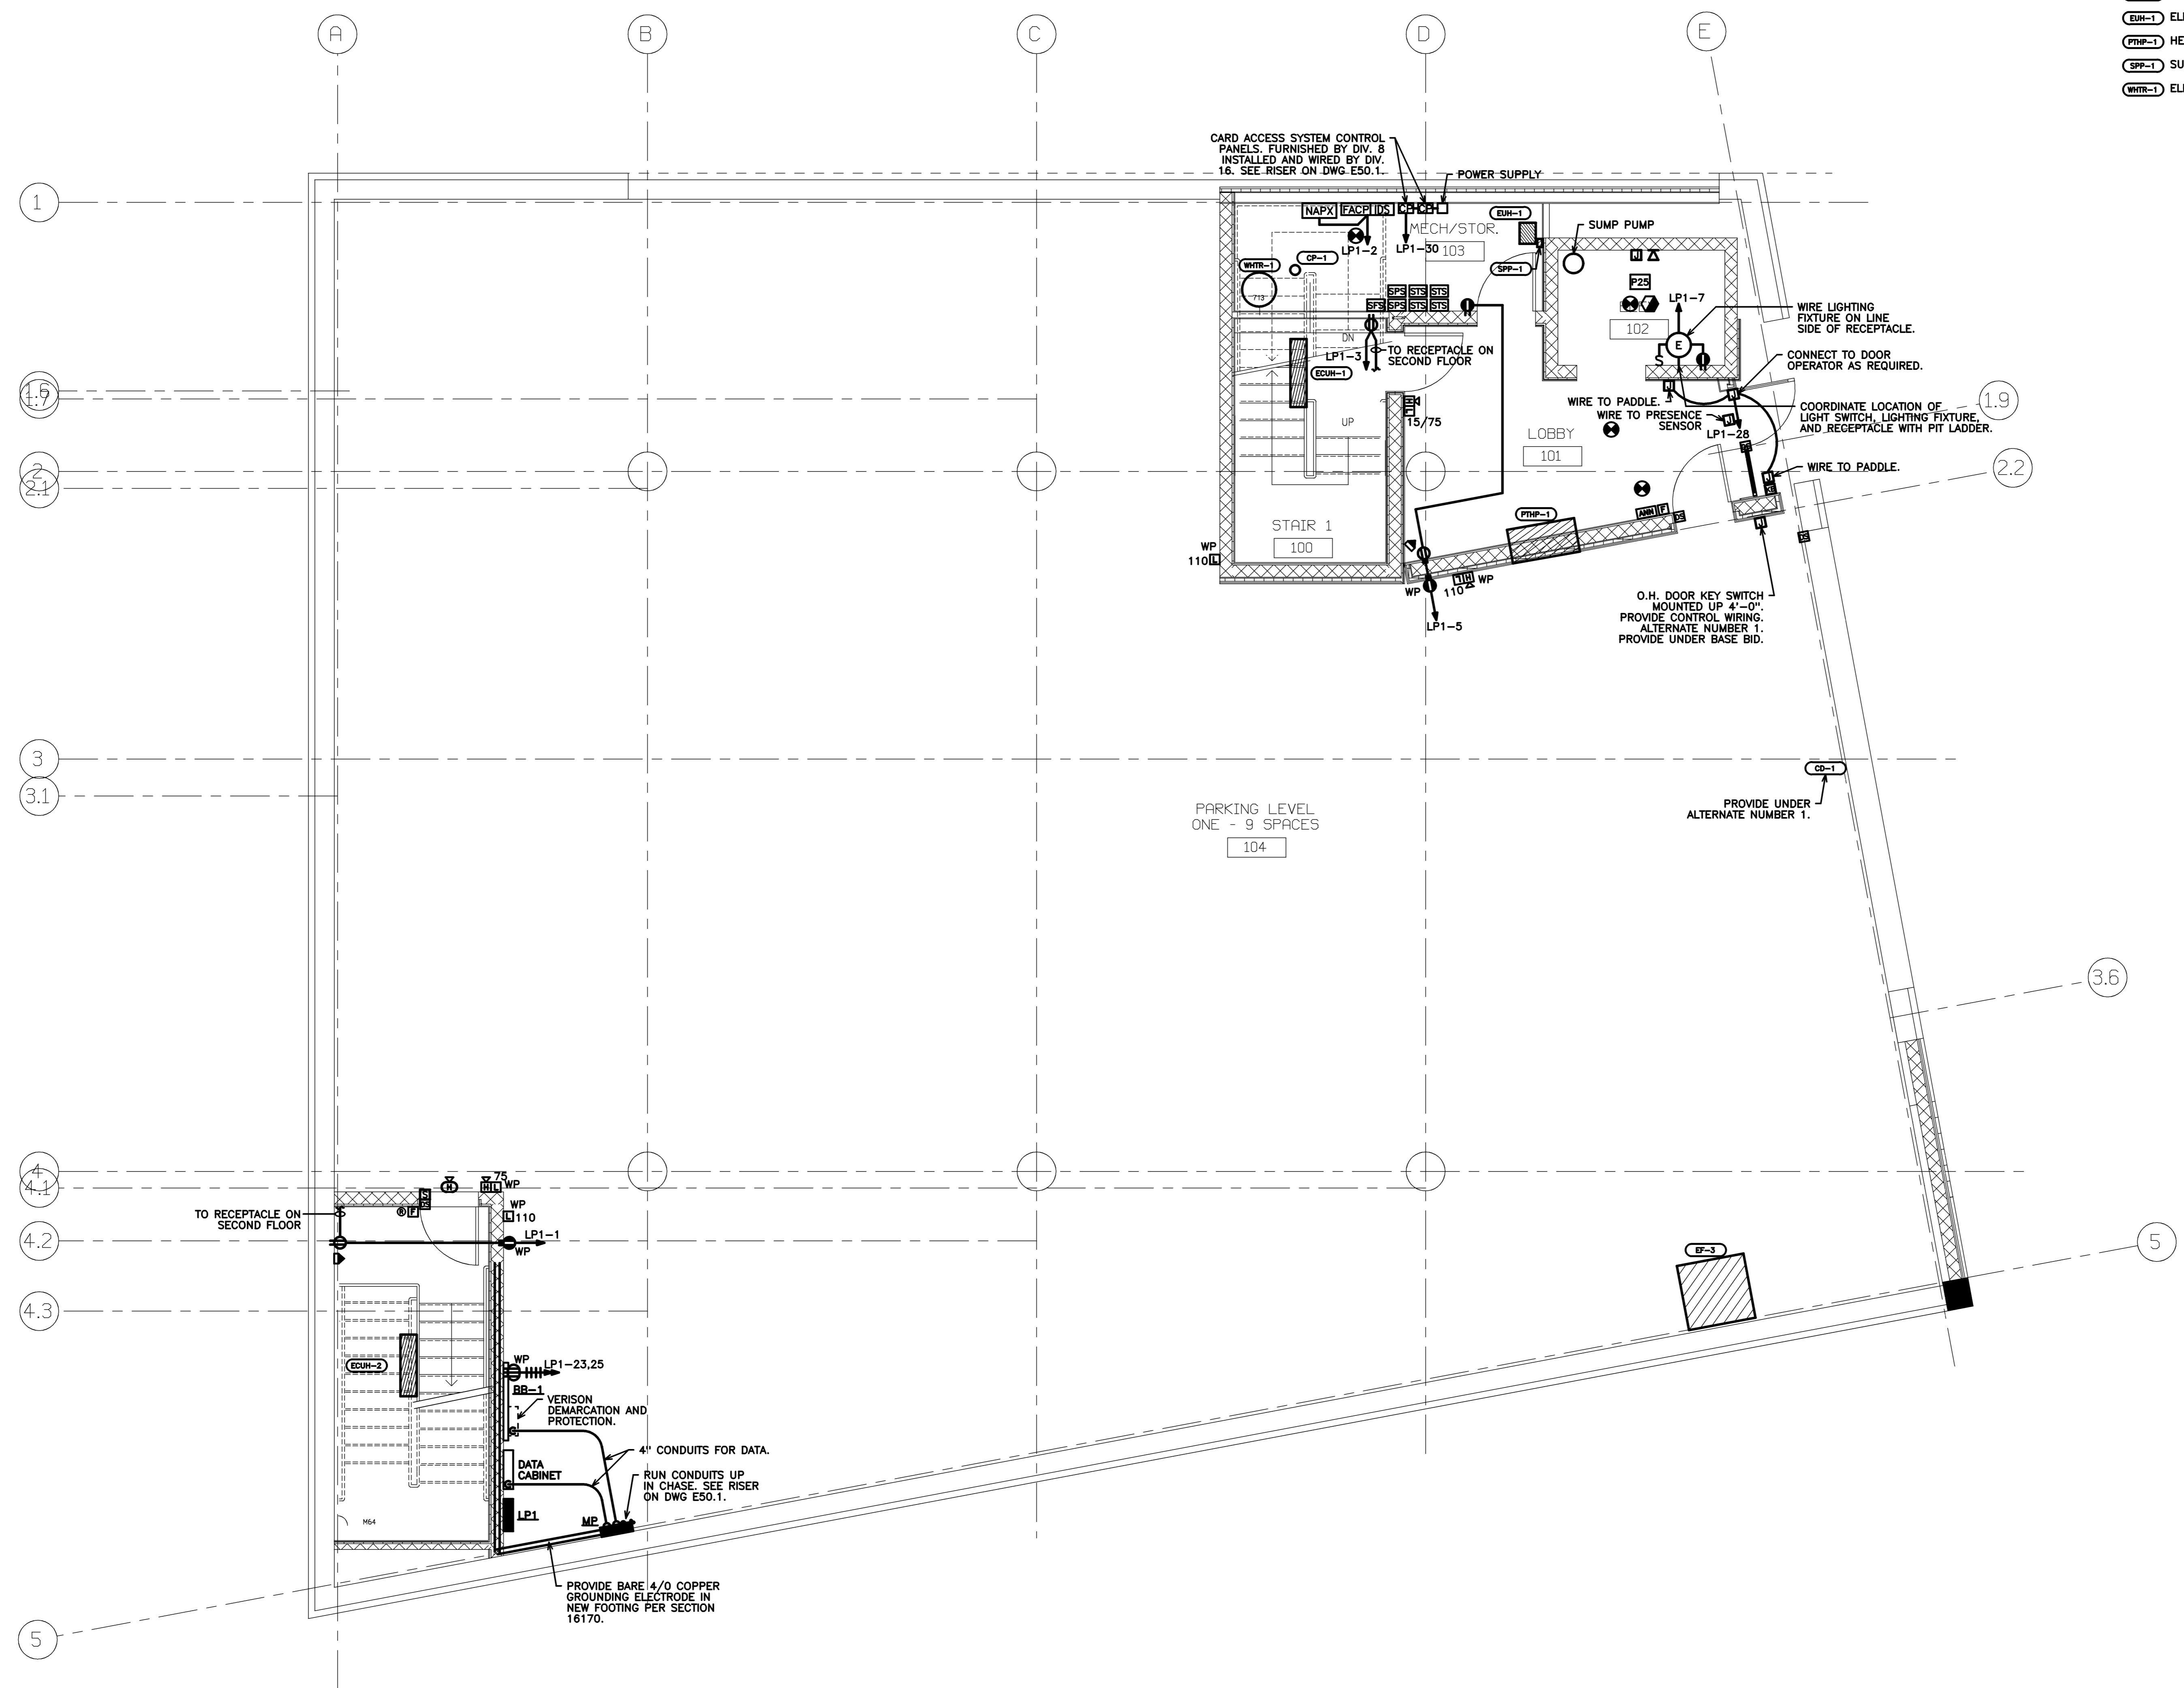 A
B
C
D
E
EUH-1 ELE
PTHP-1 HE
SPP-1 SU
WHTR-1 ELE
CARD ACCESS SYSTEM CONTROL
PANELS. FURNISHED BY DIV. 8
INSTALLED AND WIRED BY DIV.
16. SEE RISER ON DWG E50.1.
POWER SUPPLY
1
NAPX
FACP
IDS
CP
CP
EUH-1
MECH/STOR.
103
SUMP PUMP
LP1-2
LP1-30
WHTR-1
CP-1
SPP-1
J
713
P25
SPS
STS
STS
SFS
SPS
STS
STS
LP1-7
102
WIRE LIGHTING
FIXTURE ON LINE
SIDE OF RECEPTACLE.
DN
LP1-3
TO RECEPTACLE ON
SECOND FLOOR
E
S
CONNECT TO DOOR
OPERATOR AS REQUIRED.
ECUH-1
1.6
1.7
J
J
WIRE TO PADDLE.
WIRE TO PRESENCE
SENSOR
J
COORDINATE LOCATION OF
LIGHT SWITCH, LIGHTING FIXTURE,
AND RECEPTACLE WITH PIT LADDER.
1.9
H
L
15/75
UP
LOBBY
101
LP1-28
2
2.1
WIRE TO PADDLE.
J
2.2
PTHP-1
ANN
F
DS
J
DS
STAIR 1
100
WP
110
L
WP
110
L
H
WP
LP1-5
O.H. DOOR KEY SWITCH
MOUNTED UP 4'-0".
PROVIDE CONTROL WIRING.
ALTERNATE NUMBER 1.
PROVIDE UNDER BASE BID.
3
3.1
CD-1
PROVIDE UNDER
ALTERNATE NUMBER 1.
PARKING LEVEL
ONE - 9 SPACES
104
3.6
4
4.1
H
H
L
75
WP
DS
R
F
WP
L
110
TO RECEPTACLE ON
SECOND FLOOR
4.2
LP1-1
WP
5
EF-3
4.3
ECUH-2
WP
LP1-23,25
BB-1
VERISON
DEMARCATION AND
PROTECTION.
4" CONDUITS FOR DATA.
DATA
CABINET
RUN CONDUITS UP
IN CHASE. SEE RISER
ON DWG E50.1.
LP1
MP
M64
PROVIDE BARE 4/0 COPPER
GROUNDING ELECTRODE IN
NEW FOOTING PER SECTION
16170.
5